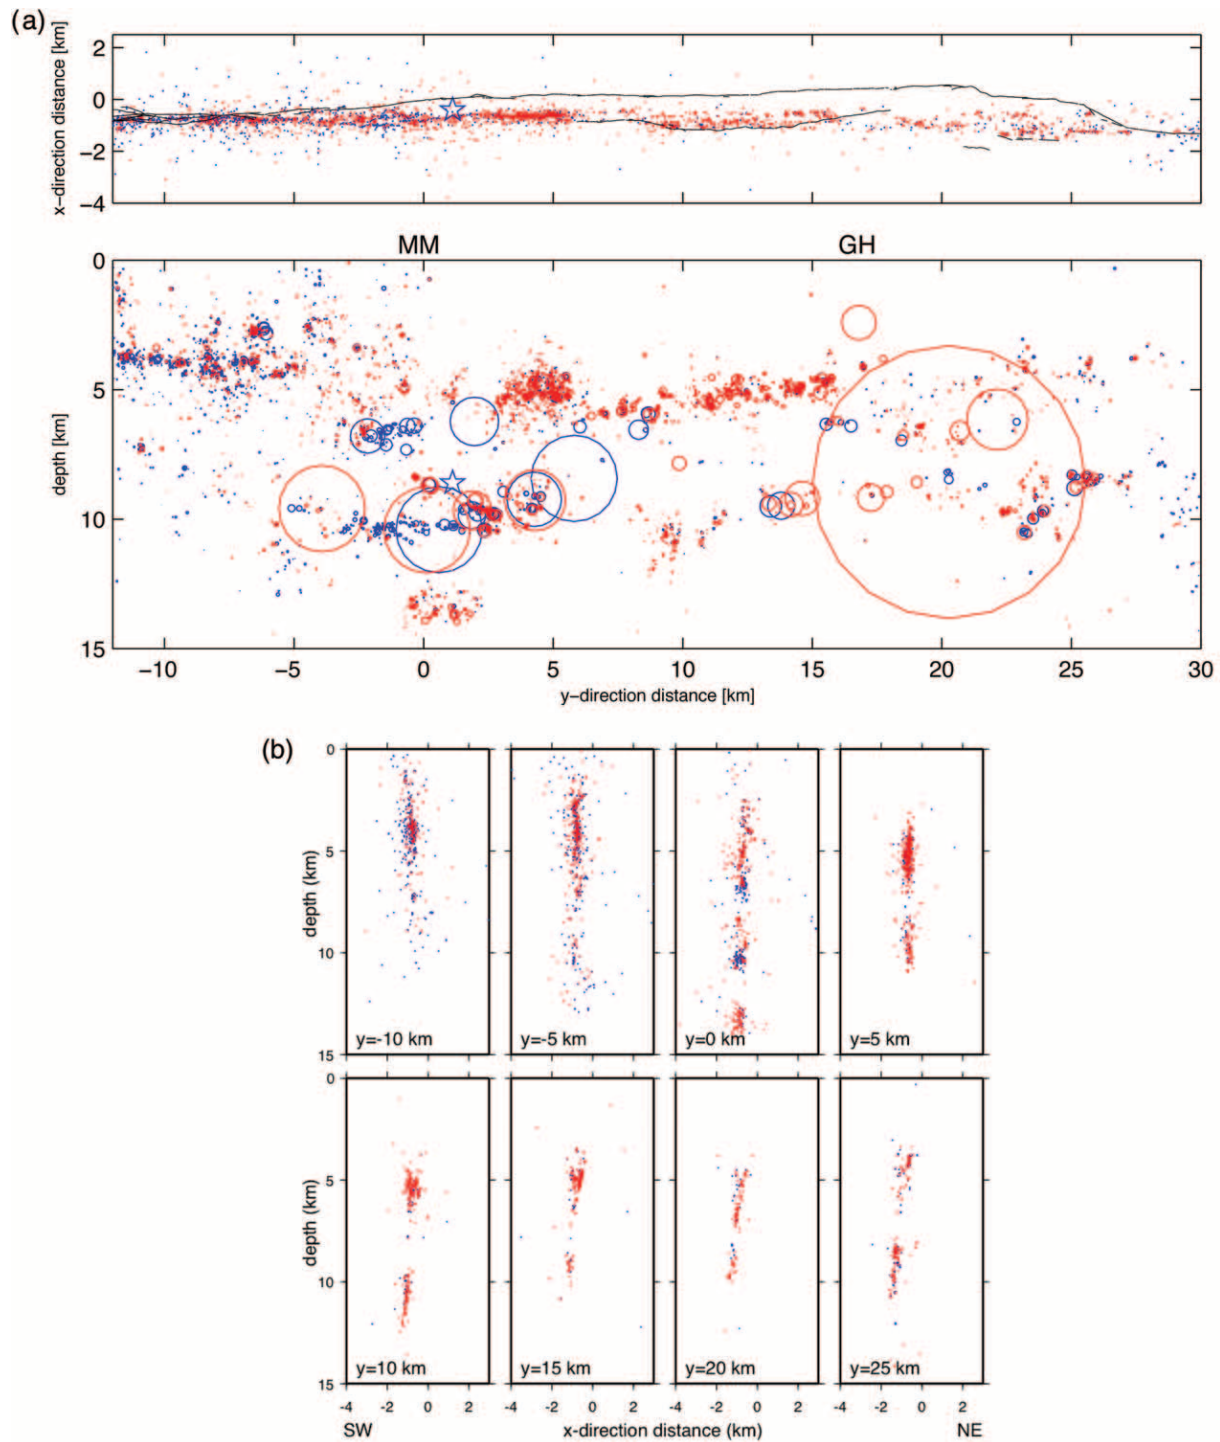 (a)
x-direction distance [km]
2
0
-2
-4
MM GH
depth [km]
0
5
10
15
-10 -5 0 5 10 15 20 25 30
y-direction distance [km]
(b)
depth (km)
0
5
10
15
y=-10 km y=-5 km y=0 km y=5 km
depth (km)
0
5
10
15
y=10 km y=15 km y=20 km y=25 km
-4 -2 0 2 -4 -2 0 2 -4 -2 0 2 -4 -2 0 2
SW x-direction distance (km) NE